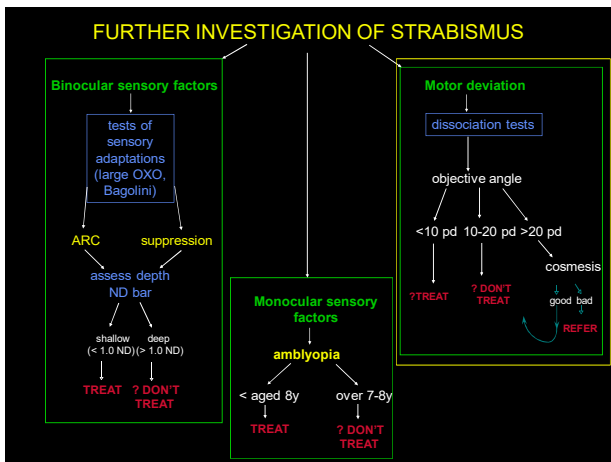 FURTHER INVESTIGATION OF STRABISMUS
Binocular sensory factors
tests of
sensory
adaptations
(large OXO,
Bagolini)
ARC suppression
assess depth
ND bar
shallow deep
(< 1.0 ND) (> 1.0 ND)
TREAT ? DON'T
TREAT
Monocular sensory
factors
amblyopia
< aged 8y over 7-8y
TREAT ? DON'T
TREAT
Motor deviation
dissociation tests
objective angle
<10 pd 10-20 pd >20 pd
cosmesis
?TREAT ? DON'T
TREAT
good bad
REFER